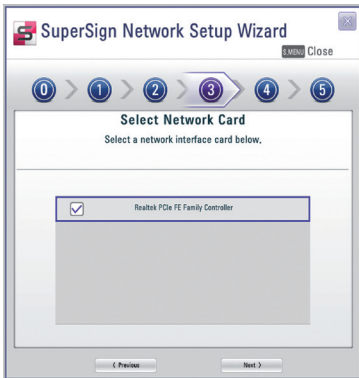 SuperSign Network Setup Wizard
S.MENU Close
0 > 1 > 2 > 3 > 4 > 5
Select Network Card
Select a network interface card below.
Realtek PCIe FE Family Controller
< Previous
Next >